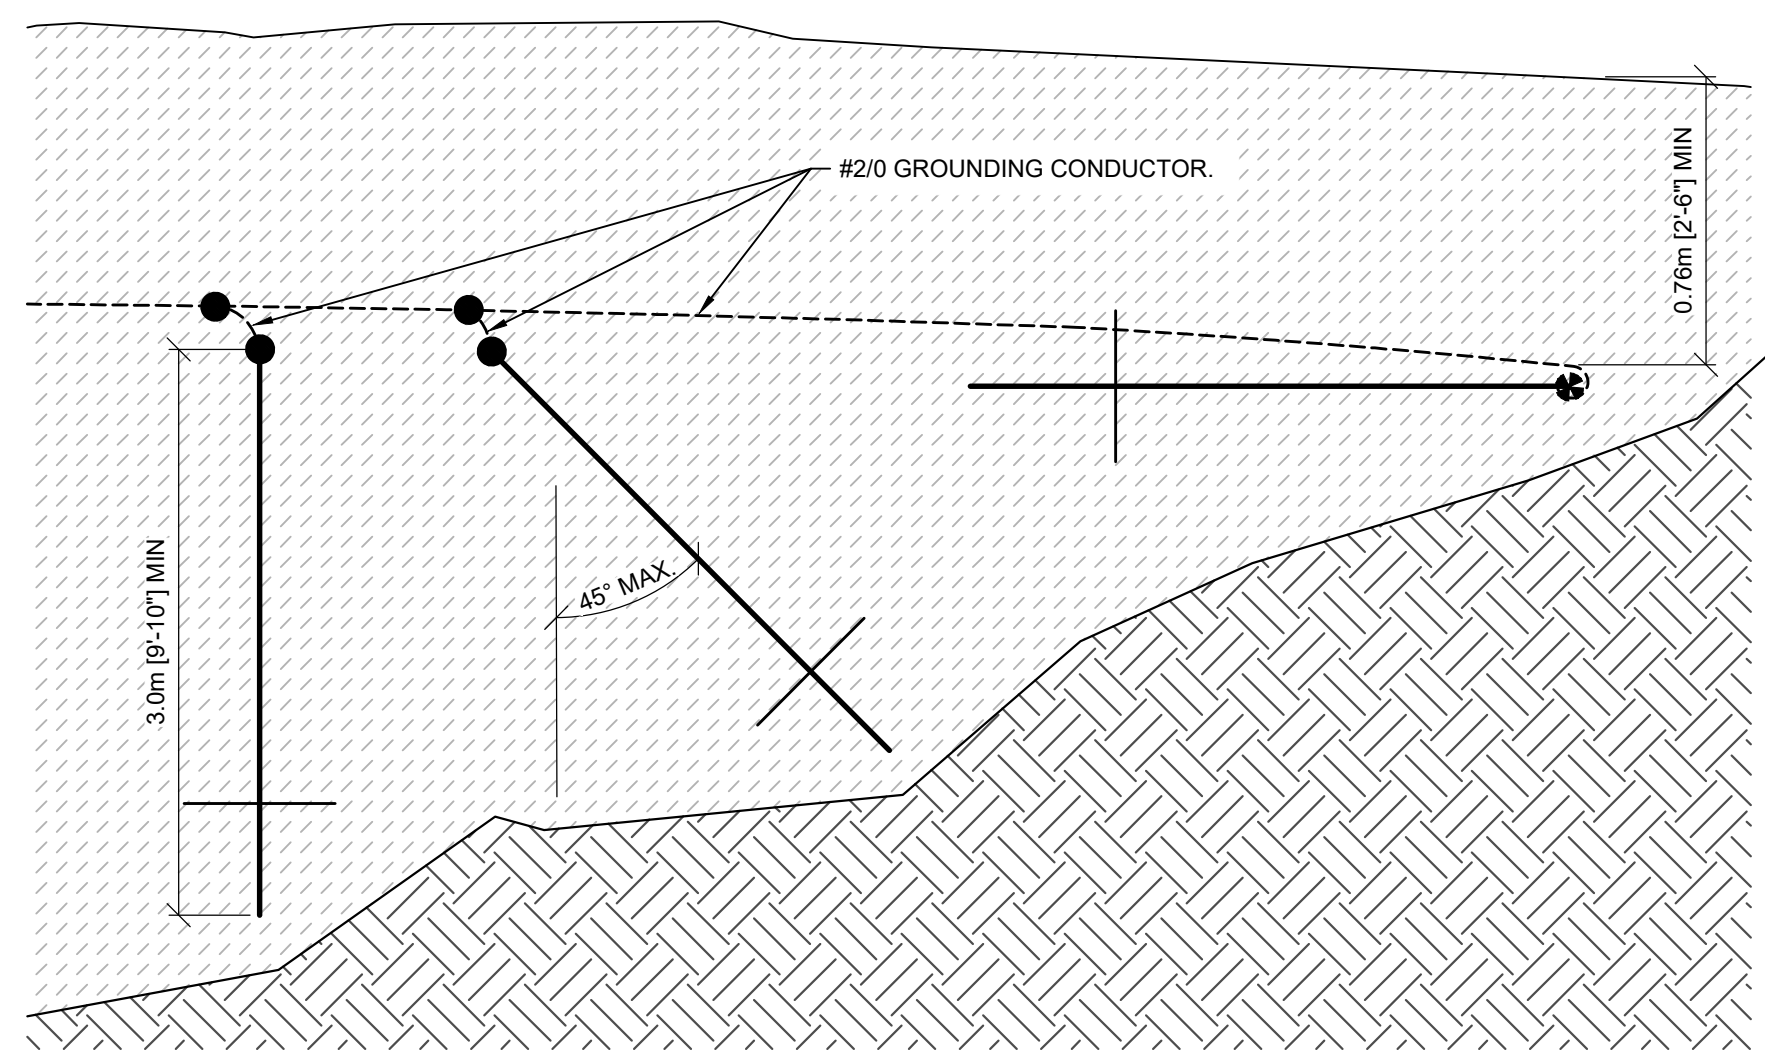 #2/0 GROUNDING CONDUCTOR.
0.76m [2'-6"] MIN
45° MAX.
3.0m [9'-10"] MIN